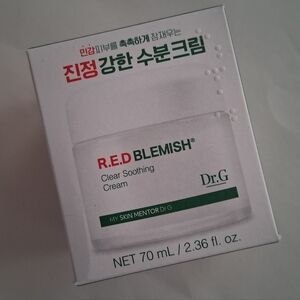 민감피부를 촉촉하게 잠재우는
진정 강한 수분크림
R.E.D BLEMISH®
Clear Soothing
Cream
Dr.G
MY SKIN MENTOR Dr.G
NET 70 mL / 2.36 fl. oz.